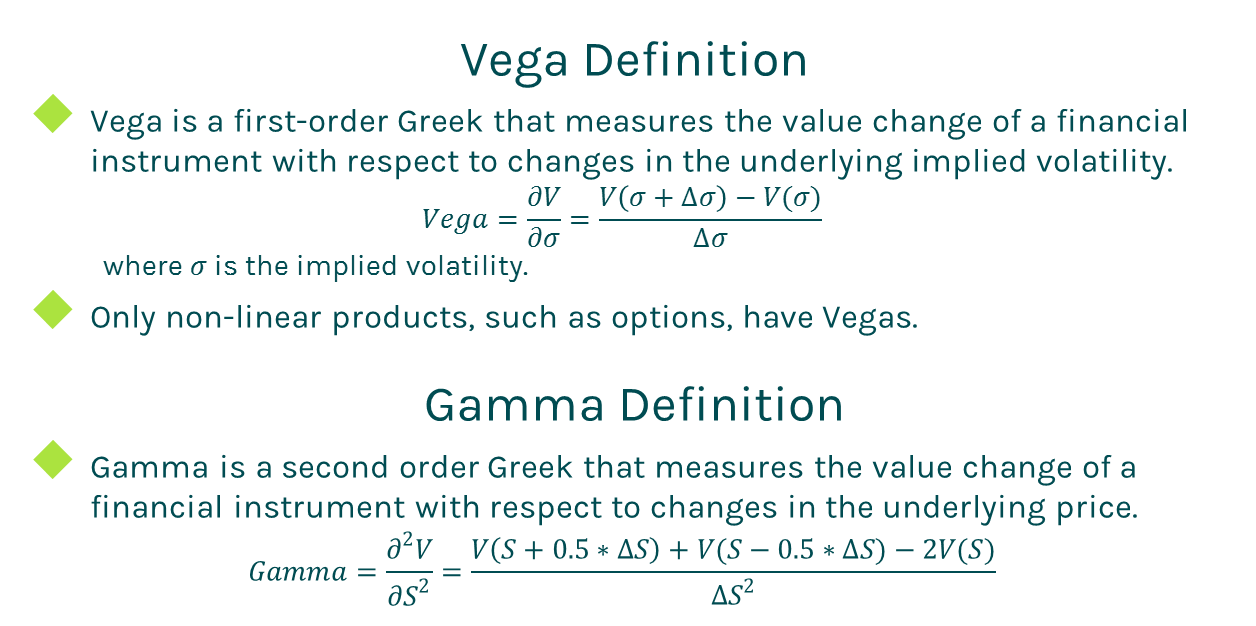 Vega Definition
Vega is a first-order Greek that measures the value change of a financial
instrument with respect to changes in the underlying implied volatility.
Vega = ∂V/∂σ = (V(σ + Δσ) − V(σ))/Δσ
where σ is the implied volatility.
Only non-linear products, such as options, have Vegas.
Gamma Definition
Gamma is a second order Greek that measures the value change of a
financial instrument with respect to changes in the underlying price.
Gamma = ∂²V/∂S² = (V(S + 0.5 * ΔS) + V(S − 0.5 * ΔS) − 2V(S))/ΔS²